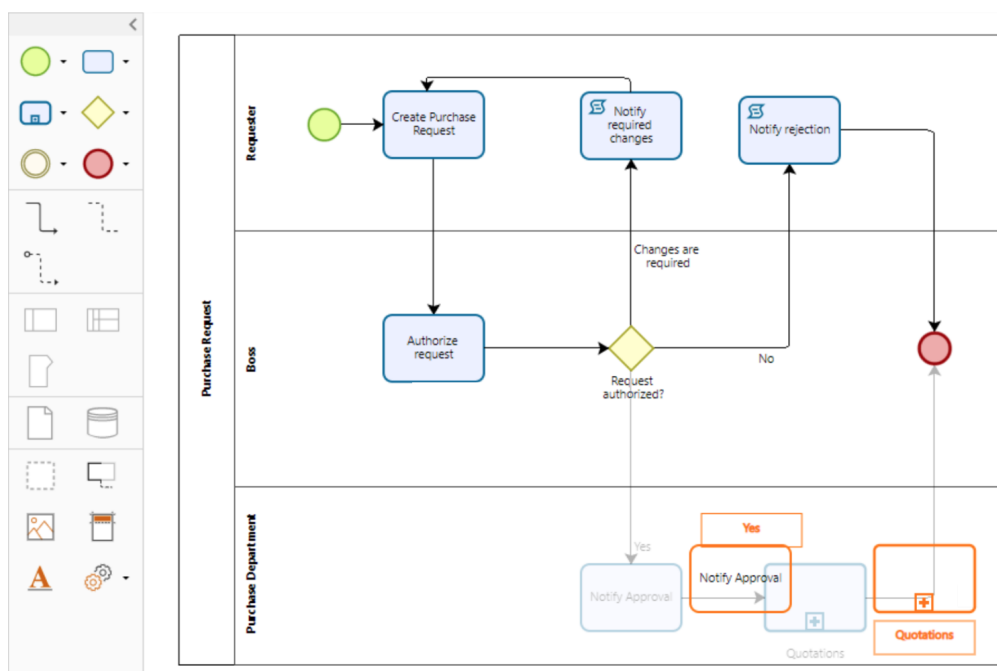 Purchase Request
Requester
Create Purchase
Request
Notify
required
changes
Notify rejection
Boss
Changes are
required
Authorize
request
Request
authorized?
No
Purchase Department
Yes
Yes
Notify Approval
Notify Approval
Quotations
Quotations
A